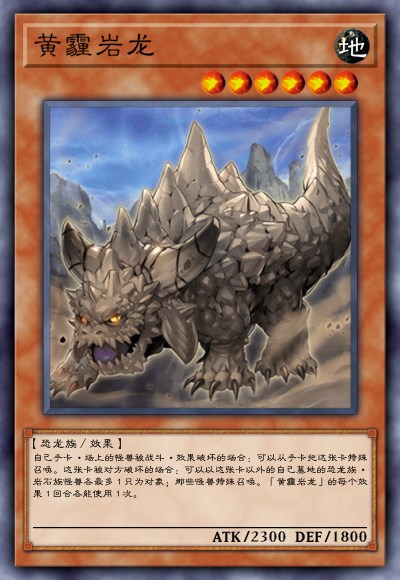 黄霾岩龙
地
【恐龙族/效果】
自己手卡·场上的怪兽被战斗·效果破坏的场合:可以从手卡把这张卡特殊
召唤。这张卡被对方破坏的场合:可以以这张卡以外的自己墓地的恐龙族·
岩石族怪兽各最多1只为对象;那些怪兽特殊召唤。「黄霾岩龙」的每个效
果1回合各能使用1次。
ATK/2300 DEF/1800